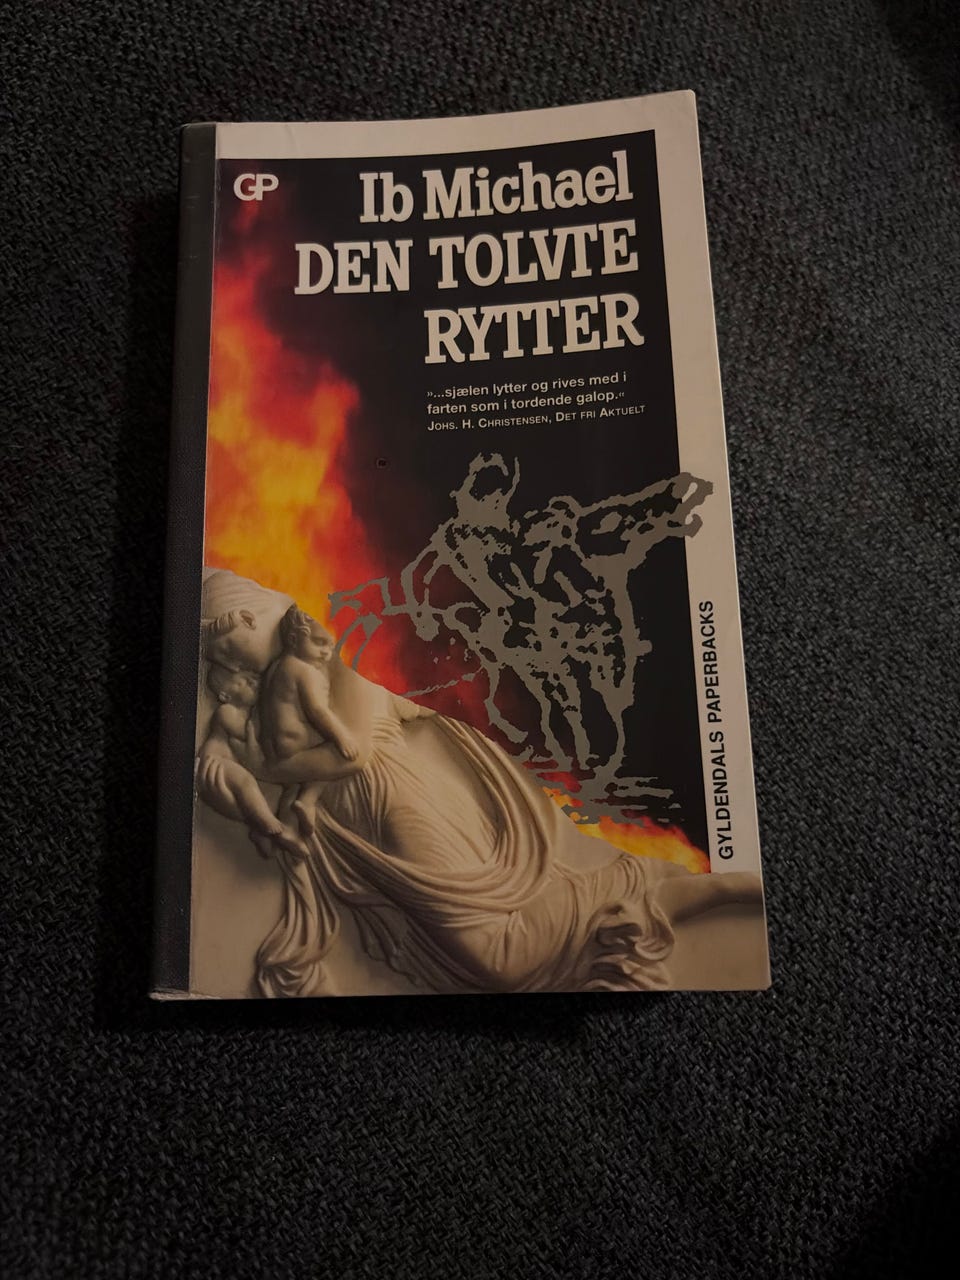 GP
Ib Michael
DEN TOLVTE
RYTTER
»...sjælen lytter og rives med i
farten som i tordende galop.«
JOHS. H. CHRISTENSEN, DET FRI AKTUELT
GYLDENDALS PAPERBACKS